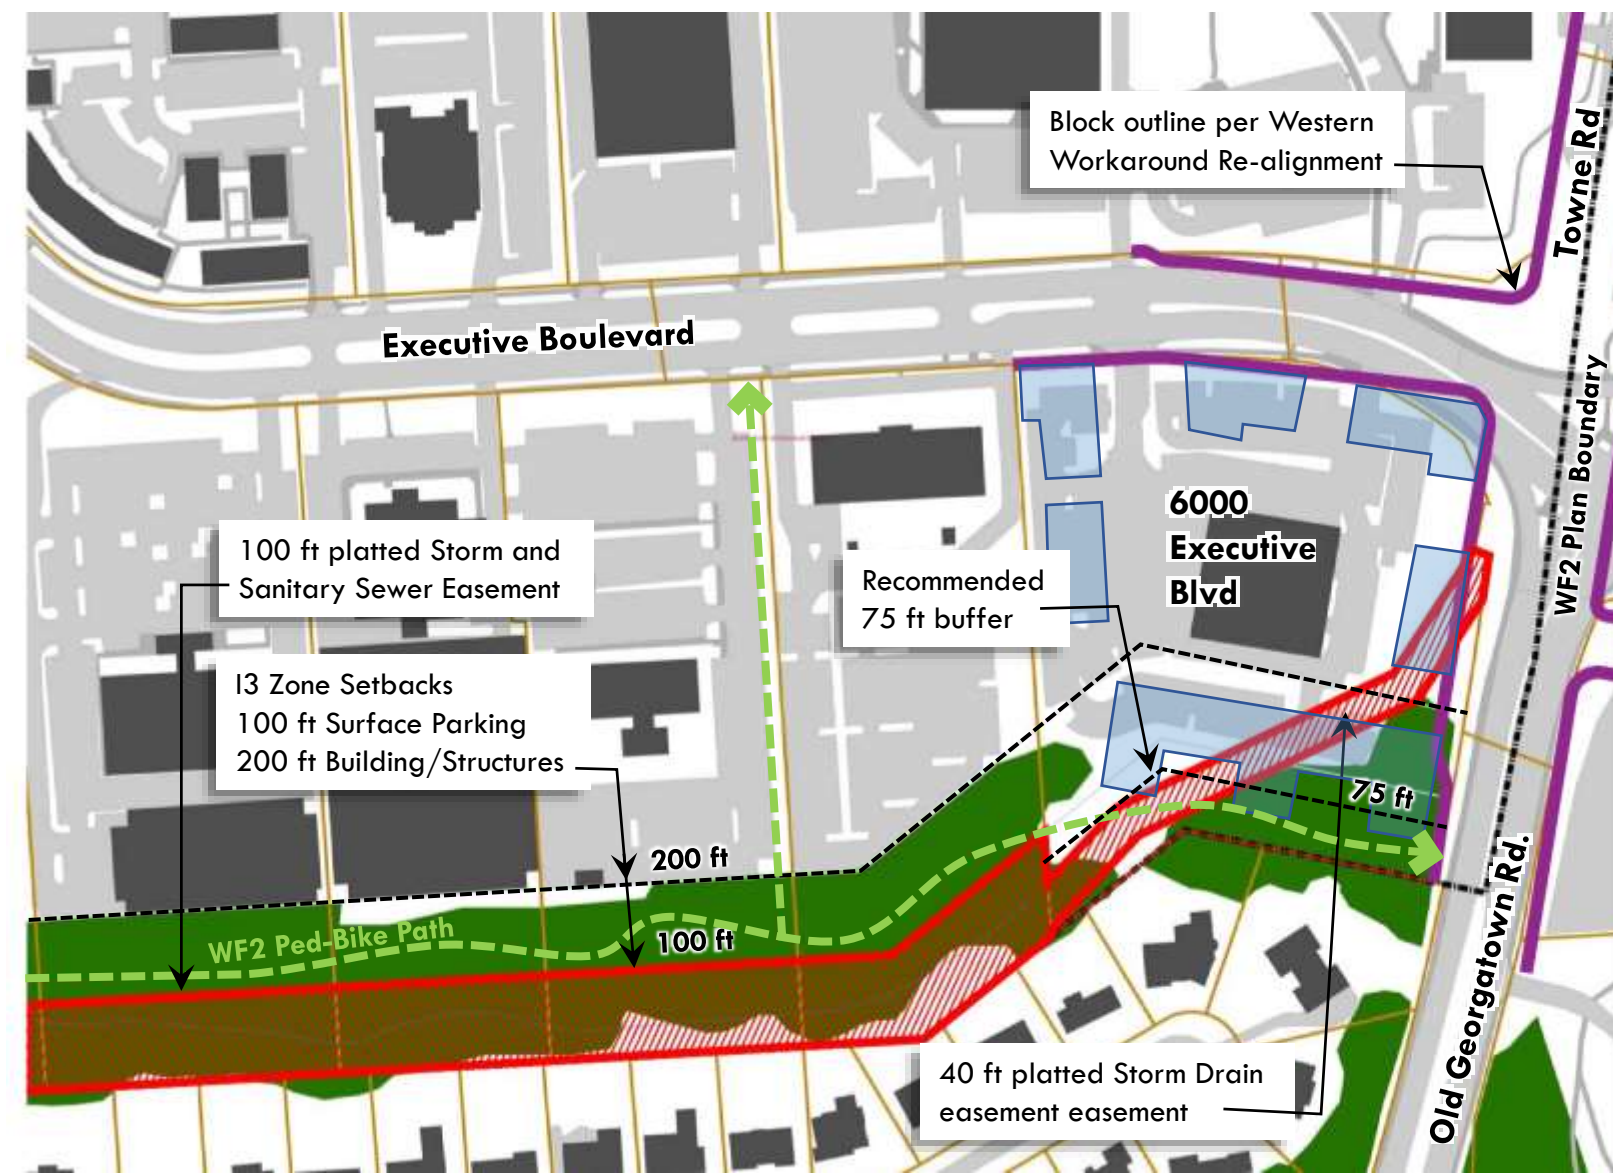 Block outline per Western
Workaround Re-alignment
Towne Rd
Executive Boulevard
WF2 Plan Boundary
6000
Executive
Blvd
100 ft platted Storm and
Sanitary Sewer Easement
Recommended
75 ft buffer
I3 Zone Setbacks
100 ft Surface Parking
200 ft Building/Structures
75 ft
200 ft
WF2 Ped-Bike Path
100 ft
Old Georgatown Rd.
40 ft platted Storm Drain
easement easement